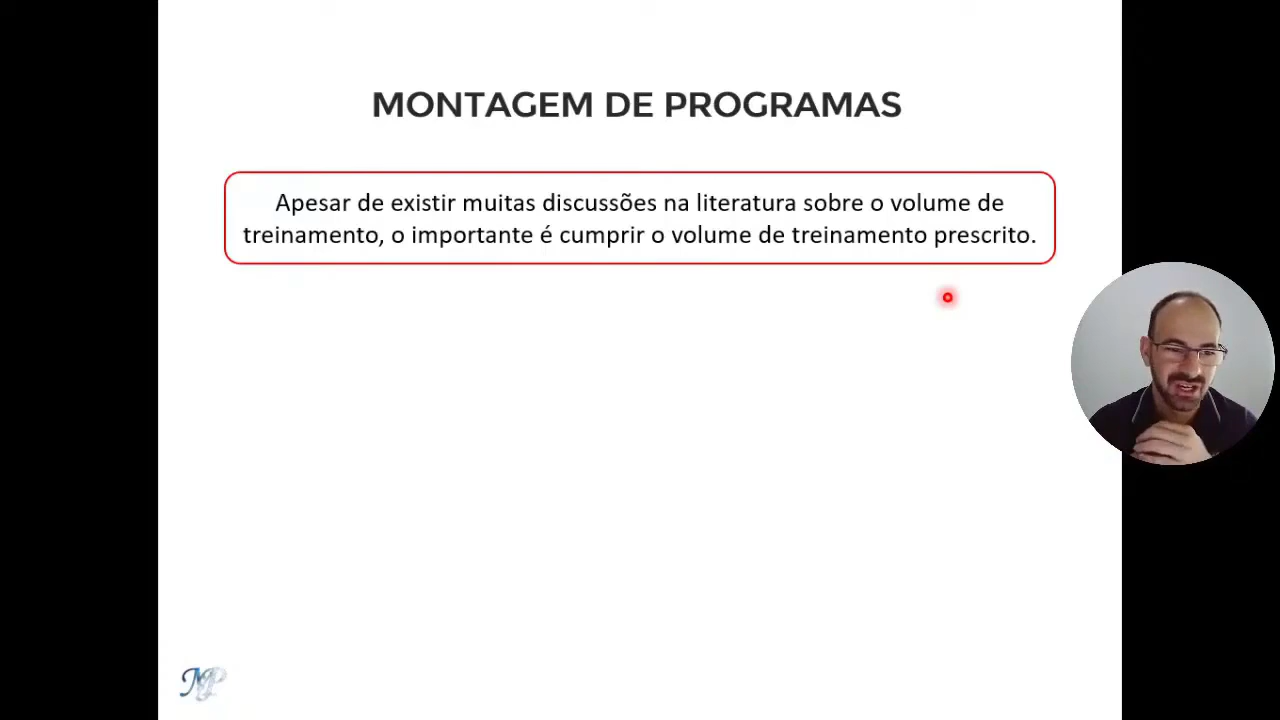 MONTAGEM DE PROGRAMAS
Apesar de existir muitas discussões na literatura sobre o volume de
treinamento, o importante é cumprir o volume de treinamento prescrito.
MP